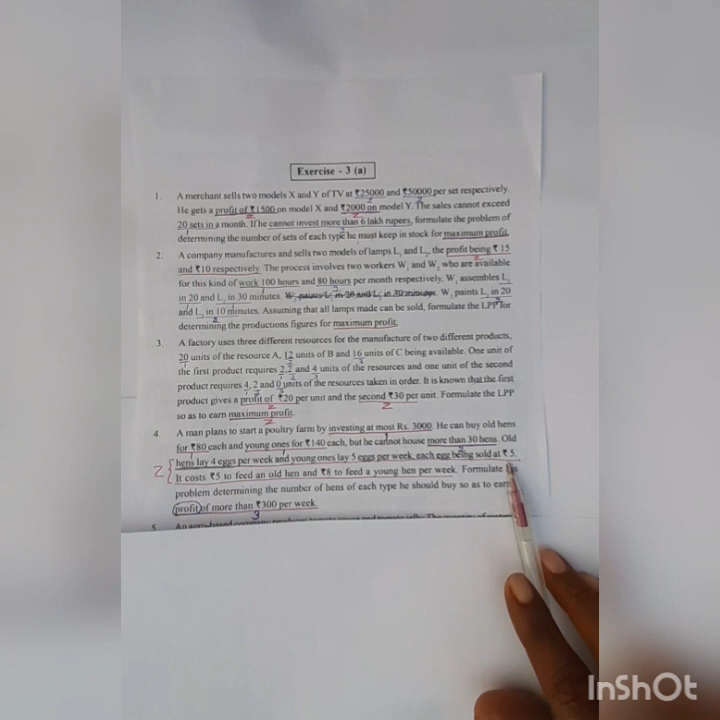 Exercise - 3 (a)
1. A merchant sells two models X and Y of TV at ₹25000 and ₹50000 per set respectively.
He gets a profit of ₹1500 on model X and ₹2000 on model Y. The sales cannot exceed
20 sets in a month. If he cannot invest more than 6 lakh rupees, formulate the problem of
determining the number of sets of each type he must keep in stock for maximum profit.
2. A company manufactures and sells two models of lamps L₁ and L₂, the profit being ₹ 15
and ₹10 respectively. The process involves two workers W₁ and W₂ who are available
for this kind of work 100 hours and 80 hours per month respectively. W₁ assembles L₁
in 20 and L₂ in 30 minutes. W₂ paints L₁ in 20
and L₂ in 10 minutes. Assuming that all lamps made can be sold, formulate the LPP for
determining the productions figures for maximum profit.
3. A factory uses three different resources for the manufacture of two different products,
20 units of the resource A, 12 units of B and 16 units of C being available. One unit of
the first product requires 2,2 and 4 units of the resources and one unit of the second
product requires 4, 2 and 0 units of the resources taken in order. It is known that the first
product gives a profit of ₹20 per unit and the second ₹30 per unit. Formulate the LPP
so as to earn maximum profit.
4. A man plans to start a poultry farm by investing at most Rs. 3000. He can buy old hens
for ₹80 each and young ones for ₹140 each, but he cannot house more than 30 hens. Old
hens lay 4 eggs per week and young ones lay 5 eggs per week, each egg being sold at ₹ 5.
It costs ₹5 to feed an old hen and ₹8 to feed a young hen per week. Formulate
problem determining the number of hens of each type he should buy so as to earn
profit of more than ₹300 per week.
3
5.
InShOt